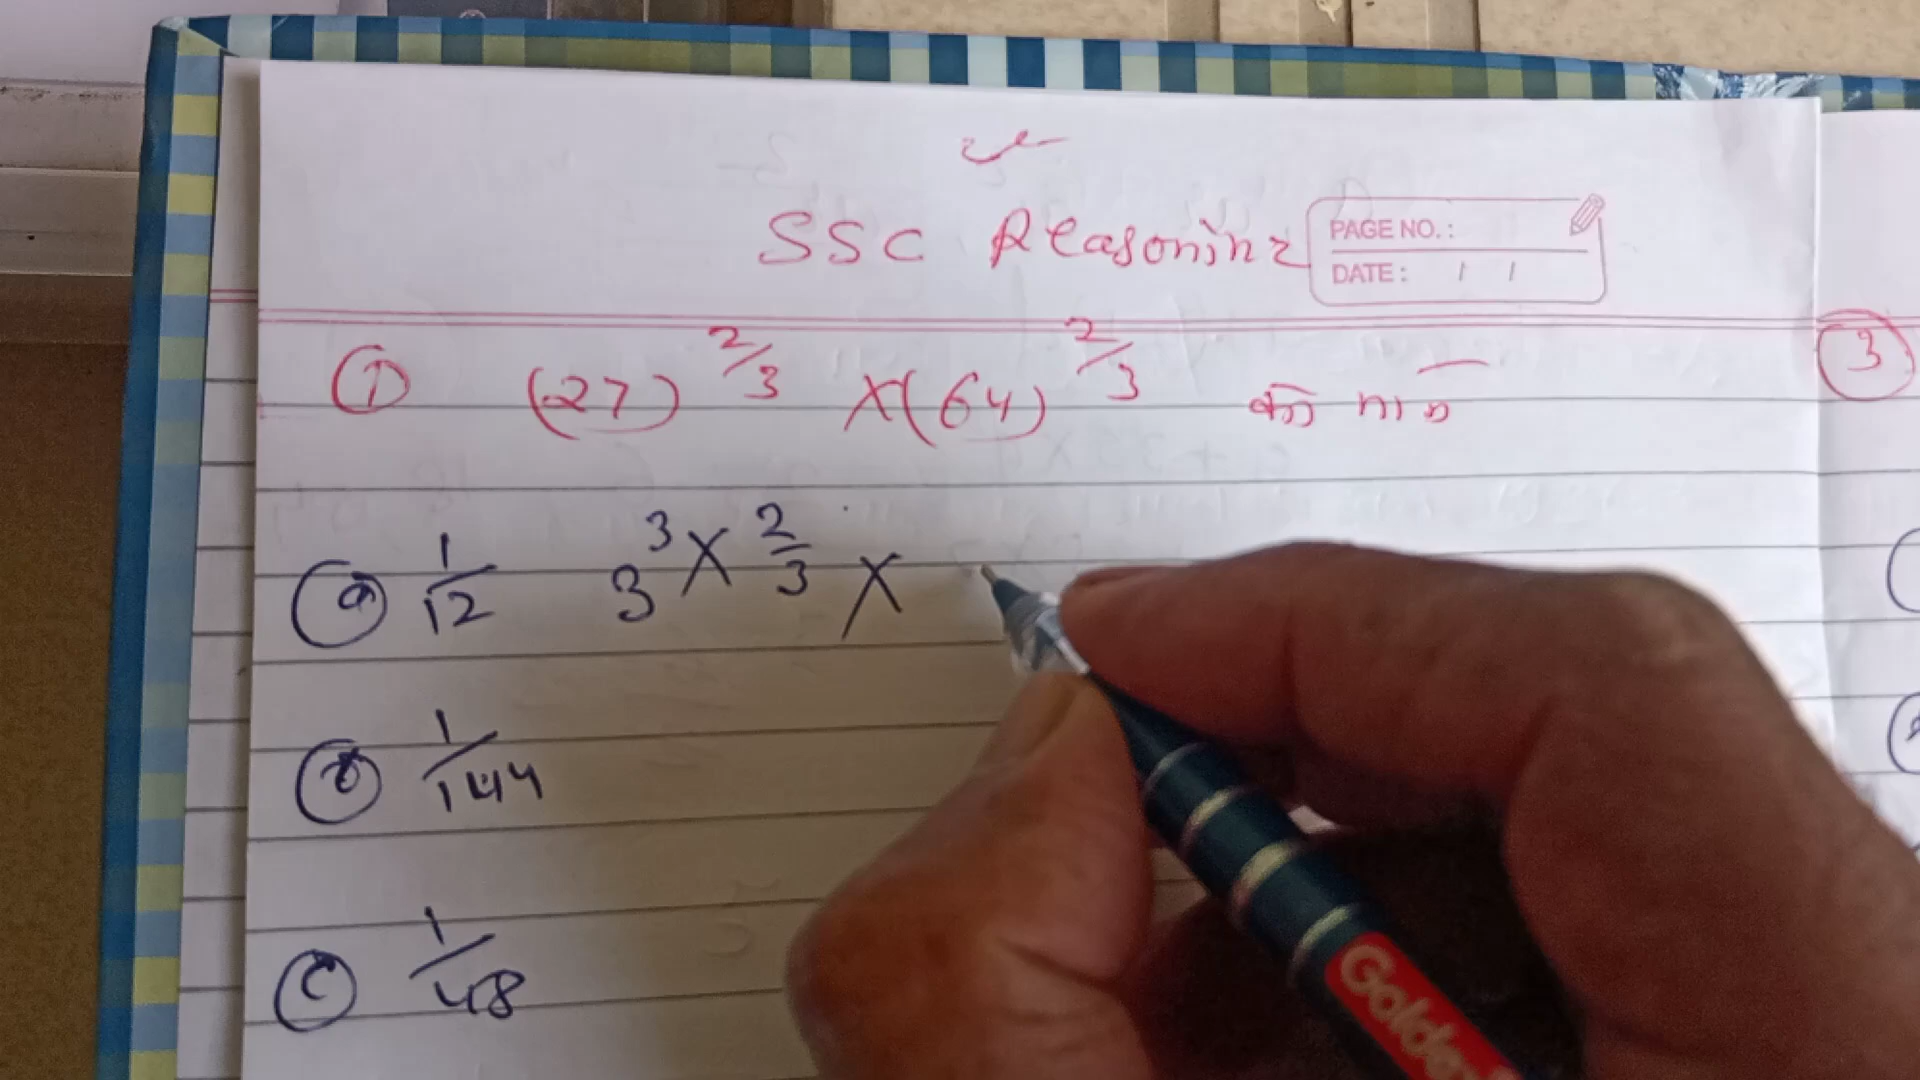 SSC Reasoning
PAGE NO.:
DATE: / /
① (27)^2/3 X (64)^2/3 का मान
③
ⓐ 1/12 3^3 X 2/3 X
ⓑ 1/144
ⓒ 1/48
Golden